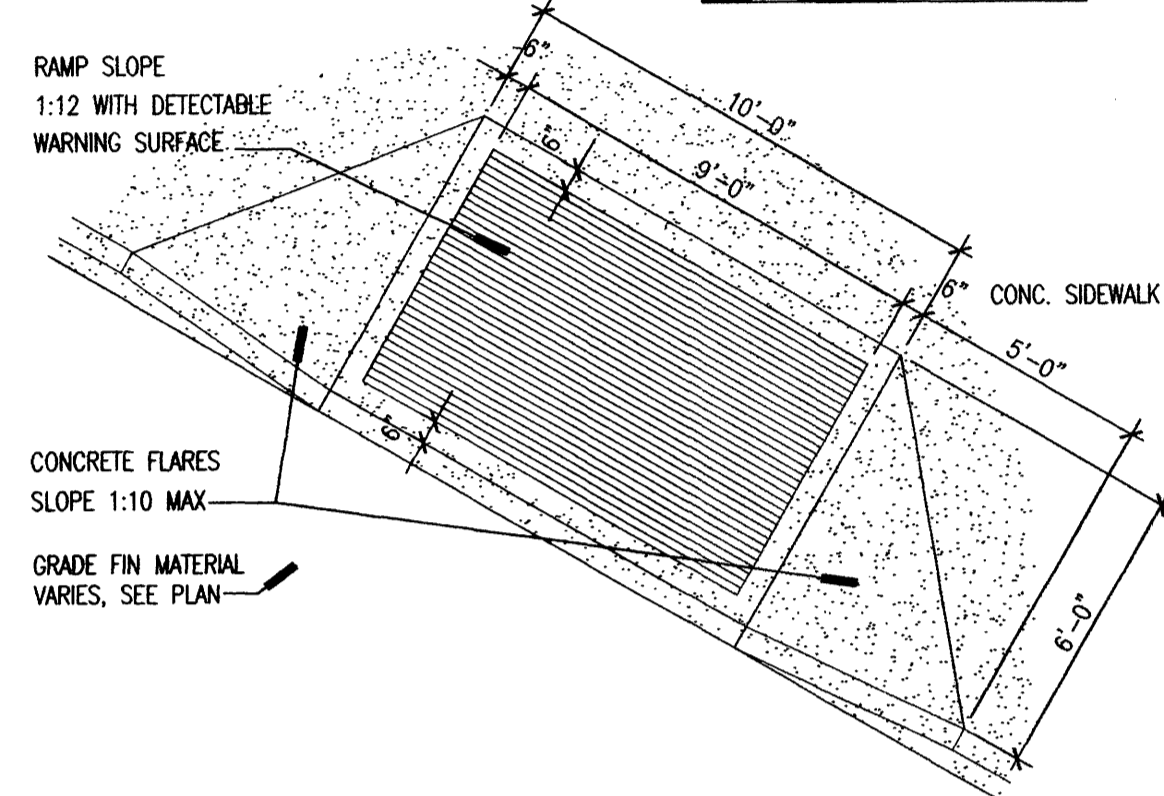 RAMP SLOPE
1:12 WITH DETECTABLE
WARNING SURFACE
6"
10'-0"
6"
9'-0"
6"
CONC. SIDEWALK
5'-0"
6"
CONCRETE FLARES
SLOPE 1:10 MAX
GRADE FIN MATERIAL
VARIES, SEE PLAN
6'-0"